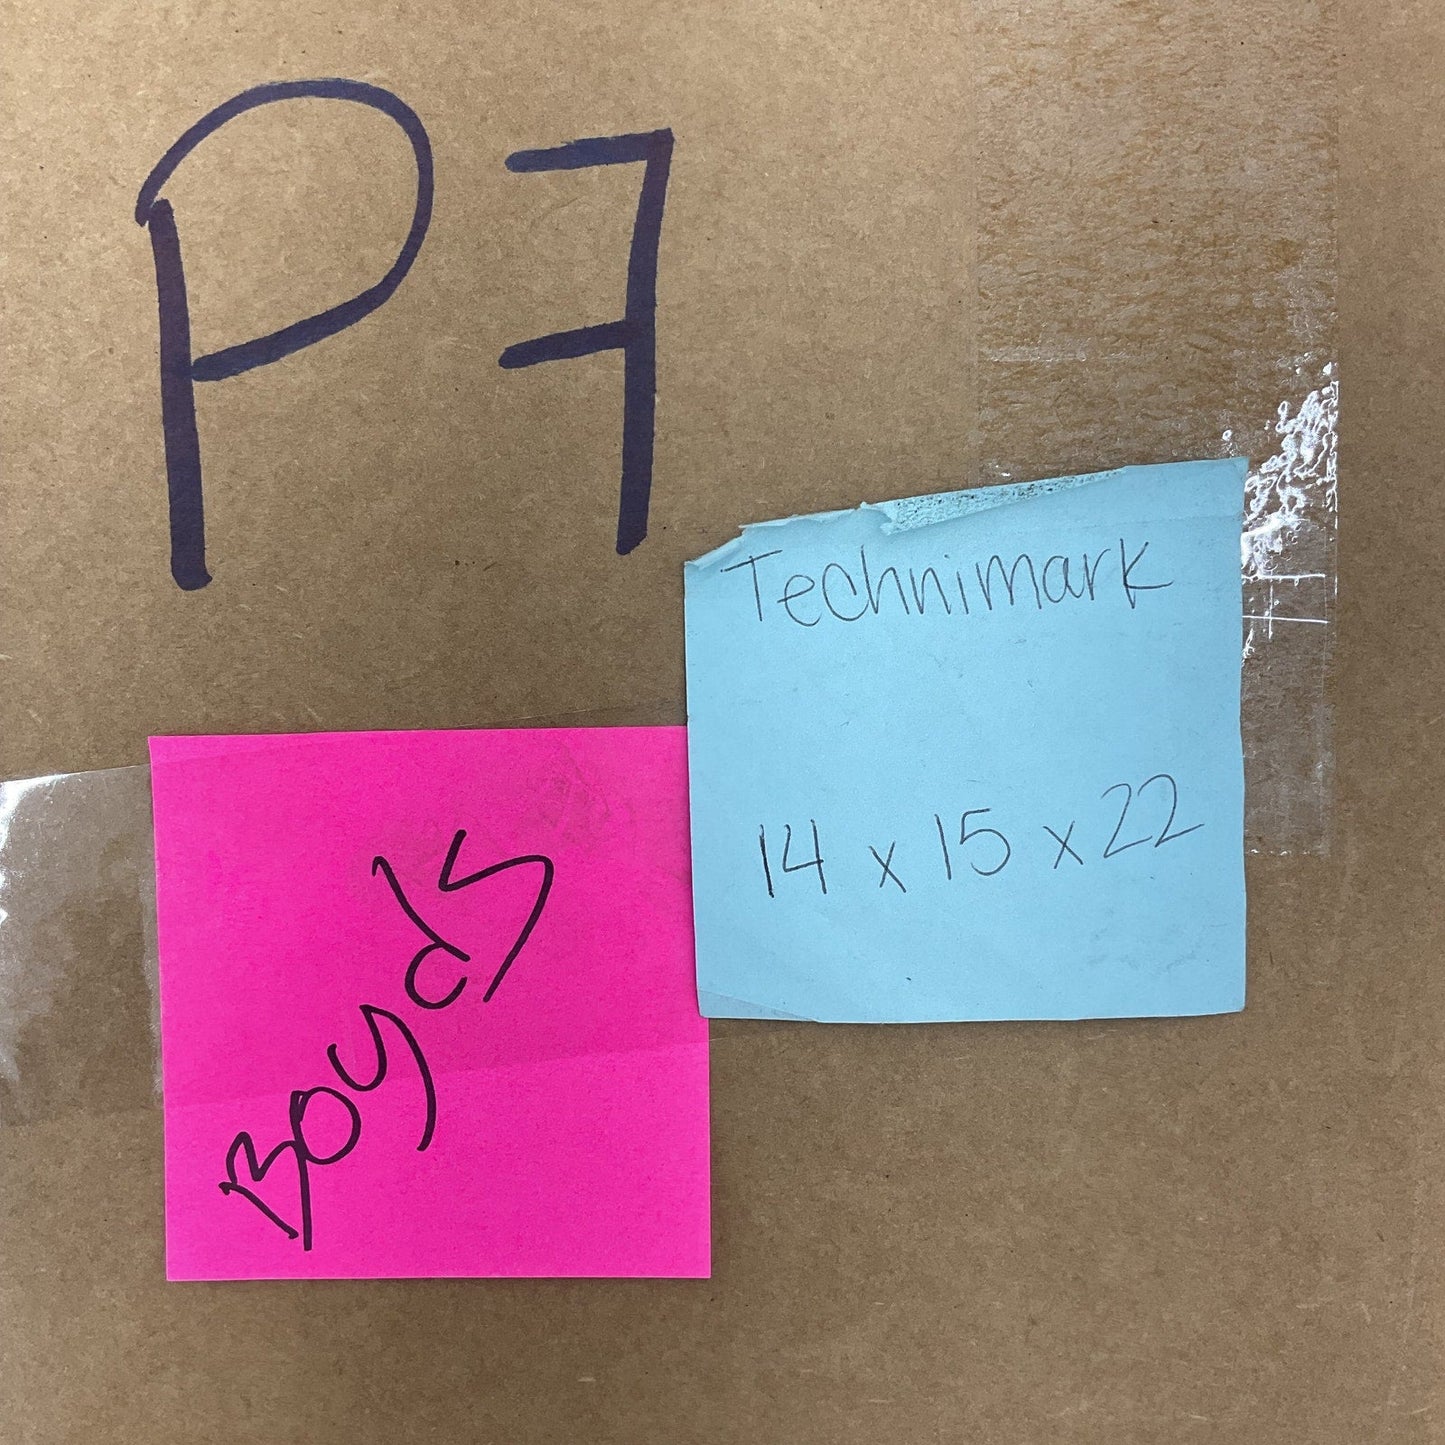 P7
Technimark
14 x 15 x 22
Boyds